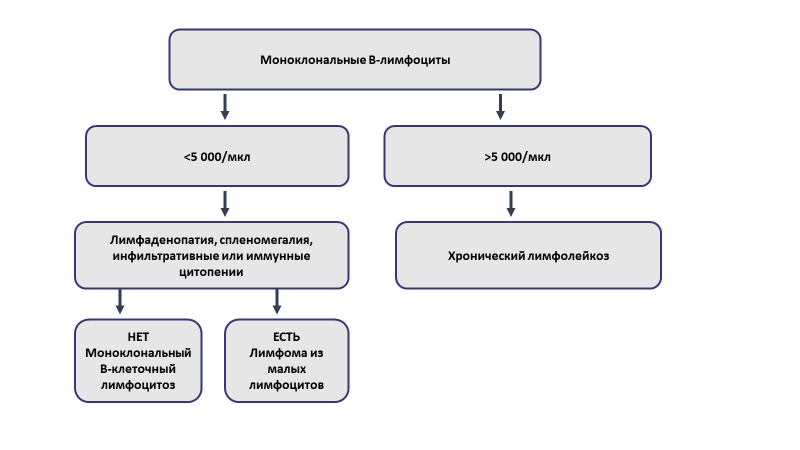 Моноклональные В-лимфоциты
<5 000/мкл
>5 000/мкл
Лимфаденопатия, спленомегалия,
инфильтративные или иммунные
цитопении
Хронический лимфолейкоз
НЕТ
Моноклональный
В-клеточный
лимфоцитоз
ЕСТЬ
Лимфома из
малых
лимфоцитов